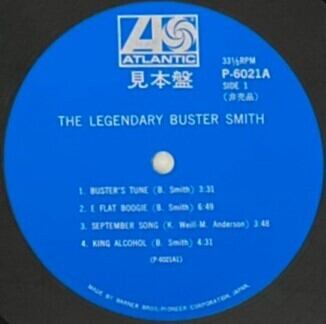 ATLANTIC
見本盤
33⅓RPM
P-6021A
SIDE 1
(非売品)
THE LEGENDARY BUSTER SMITH
1. BUSTER'S TUNE (B. Smith) 3:31
2. E FLAT BOOGIE (B. Smith) 6:49
3. SEPTEMBER SONG (K. Weill-M. Anderson) 3:48
4. KING ALCOHOL (B. Smith) 4:31
(P-6021A1)
MADE BY WARNER BROS.-PIONEER CORPORATION, JAPAN.